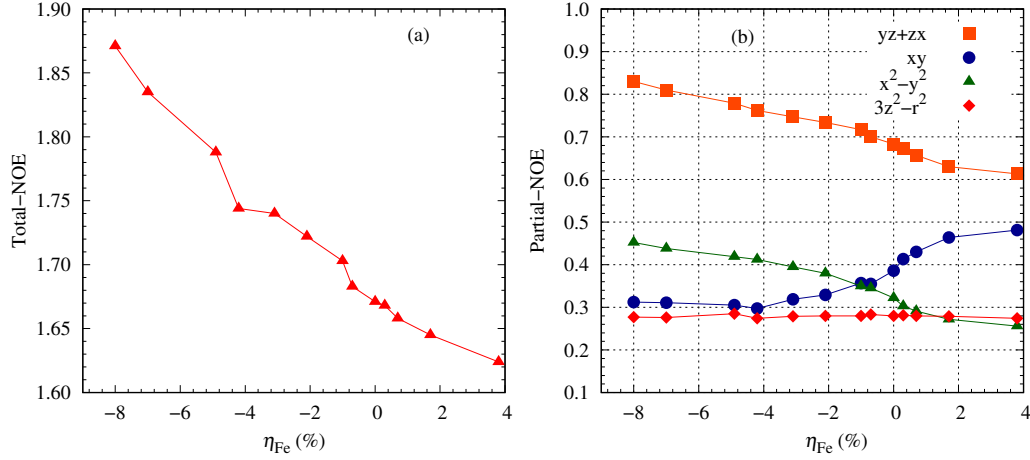 (a)
Total−NOE
1.90
1.85
1.80
1.75
1.70
1.65
1.60
−8 −6 −4 −2 0 2 4
η_Fe (%)
(b)
yz+zx
xy
x²−y²
3z²−r²
Partial−NOE
1.0
0.9
0.8
0.7
0.6
0.5
0.4
0.3
0.2
0.1
−8 −6 −4 −2 0 2 4
η_Fe (%)